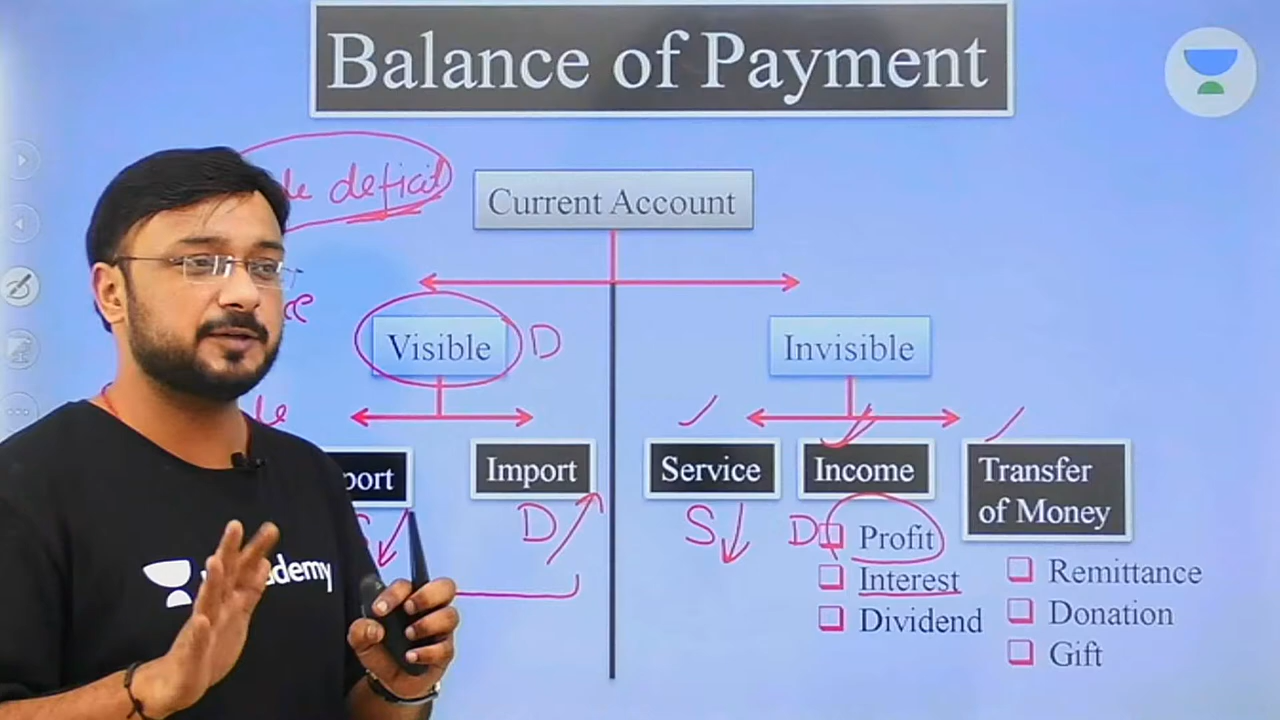 Balance of Payment
deficit
Current Account
Visible D
Invisible
Import
Service
Income
Transfer
of Money
D
S
D
Profit
Interest
Dividend
Remittance
Donation
Gift